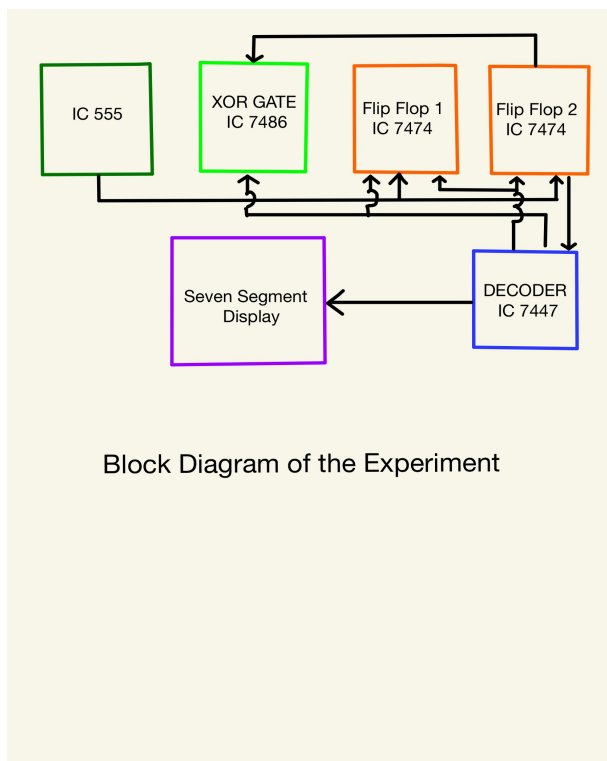 IC 555
XOR GATE
IC 7486
Flip Flop 1
IC 7474
Flip Flop 2
IC 7474
Seven Segment
Display
DECODER
IC 7447
Block Diagram of the Experiment